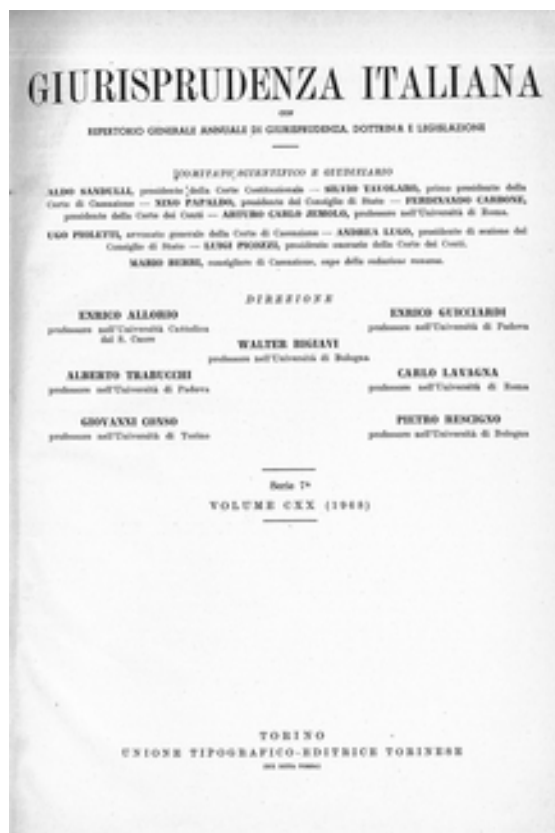 GIURISPRUDENZA ITALIANA
CON
REPERTORIO GENERALE ANNUALE DI GIURISPRUDENZA, DOTTRINA E LEGISLAZIONE
COMITATO SCIENTIFICO E GIUDIZIARIO
ALDO SANDULLI, presidente della Corte Costituzionale — SILVIO TAVOLARO, primo presidente della
Corte di Cassazione — NINO PAPALDO, presidente del Consiglio di Stato — FERDINANDO CARBONE,
presidente della Corte dei Conti — ARTURO CARLO JEMOLO, professore nell'Università di Roma.
UGO PIOLETTI, avvocato generale della Corte di Cassazione — ANDREA LUGO, presidente di sezione del
Consiglio di Stato — LUIGI PICOZZI, presidente onorario della Corte dei Conti.
MARIO BERRI, consigliere di Cassazione, capo della redazione romana.
DIREZIONE
ENRICO ALLORIO
professore nell'Università Cattolica
del S. Cuore
ENRICO GUICCIARDI
professore nell'Università di Padova
WALTER BIGIAVI
professore nell'Università di Bologna
ALBERTO TRABUCCHI
professore nell'Università di Padova
CARLO LAVAGNA
professore nell'Università di Roma
GIOVANNI CONSO
professore nell'Università di Torino
PIETRO RESCIGNO
professore nell'Università di Bologna
Serie 7ª
VOLUME CXX (1968)
TORINO
UNIONE TIPOGRAFICO-EDITRICE TORINESE